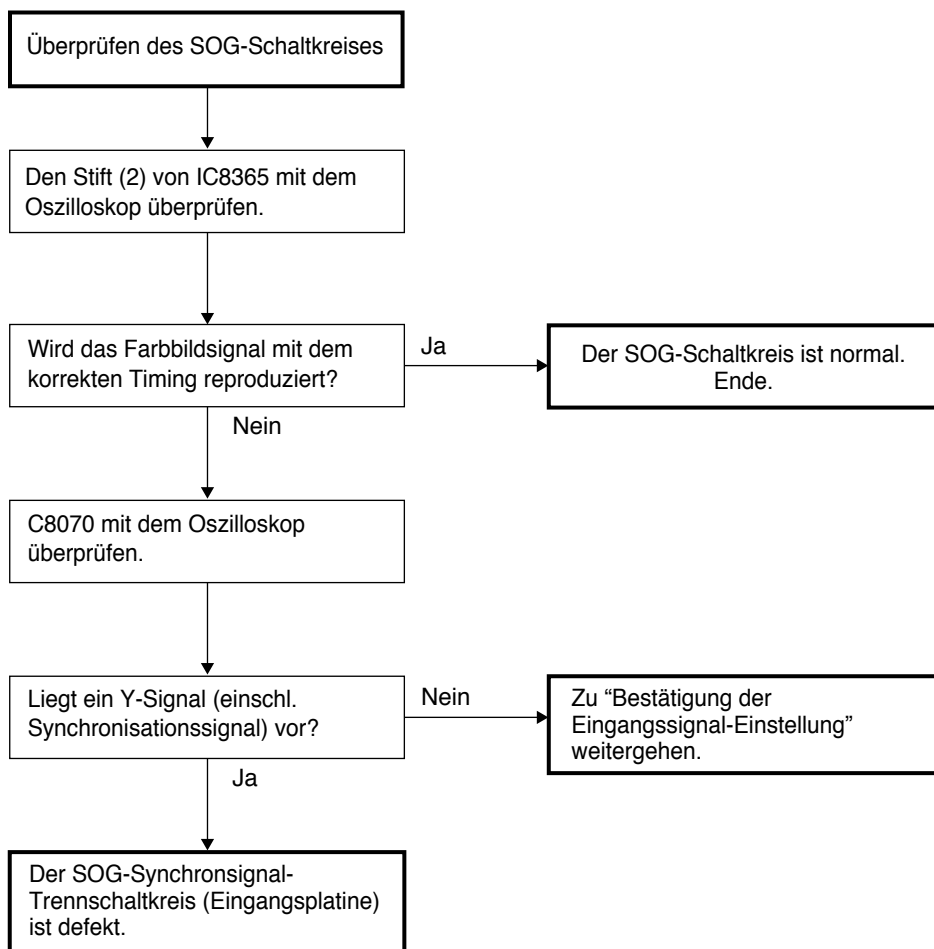 Überprüfen des SOG-Schaltkreises
Den Stift (2) von IC8365 mit dem
Oszilloskop überprüfen.
Wird das Farbbildsignal mit dem
korrekten Timing reproduziert?
Ja
Der SOG-Schaltkreis ist normal.
Ende.
Nein
C8070 mit dem Oszilloskop
überprüfen.
Liegt ein Y-Signal (einschl.
Synchronisationssignal) vor?
Nein
Zu “Bestätigung der
Eingangssignal-Einstellung”
weitergehen.
Ja
Der SOG-Synchronsignal-
Trennschaltkreis (Eingangsplatine)
ist defekt.